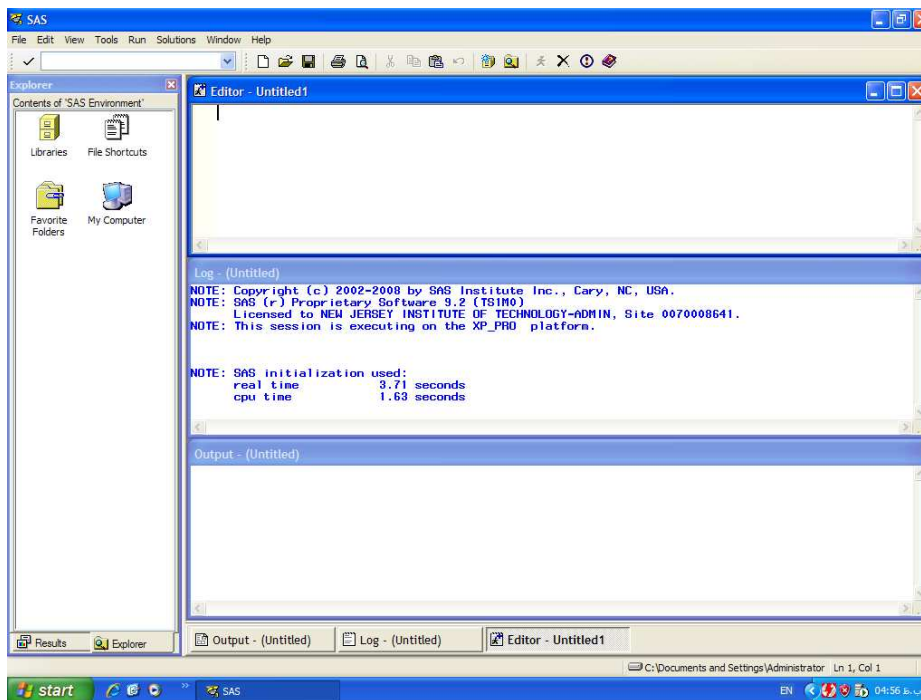 SAS
File Edit View Tools Run Solutions Window Help
Explorer
Contents of 'SAS Environment'
Libraries File Shortcuts
Favorite Folders My Computer
Editor - Untitled1
Log - (Untitled)
NOTE: Copyright (c) 2002-2008 by SAS Institute Inc., Cary, NC, USA.
NOTE: SAS (r) Proprietary Software 9.2 (TS1M0)
Licensed to NEW JERSEY INSTITUTE OF TECHNOLOGY-ADMIN, Site 0070008641.
NOTE: This session is executing on the XP_PRO platform.
NOTE: SAS initialization used:
real time 3.71 seconds
cpu time 1.63 seconds
Output - (Untitled)
Results Explorer
Output - (Untitled) Log - (Untitled) Editor - Untitled1
C:\Documents and Settings\Administrator Ln 1, Col 1
start SAS EN 04:56